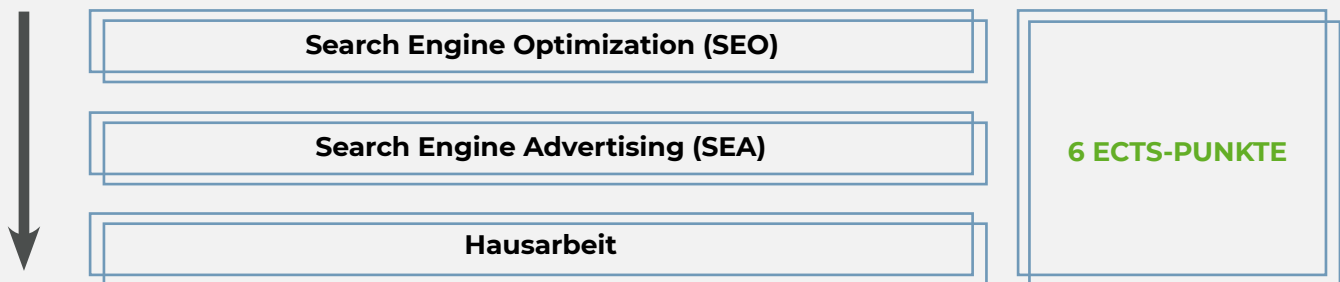 Search Engine Optimization (SEO)
Search Engine Advertising (SEA)
6 ECTS-PUNKTE
Hausarbeit